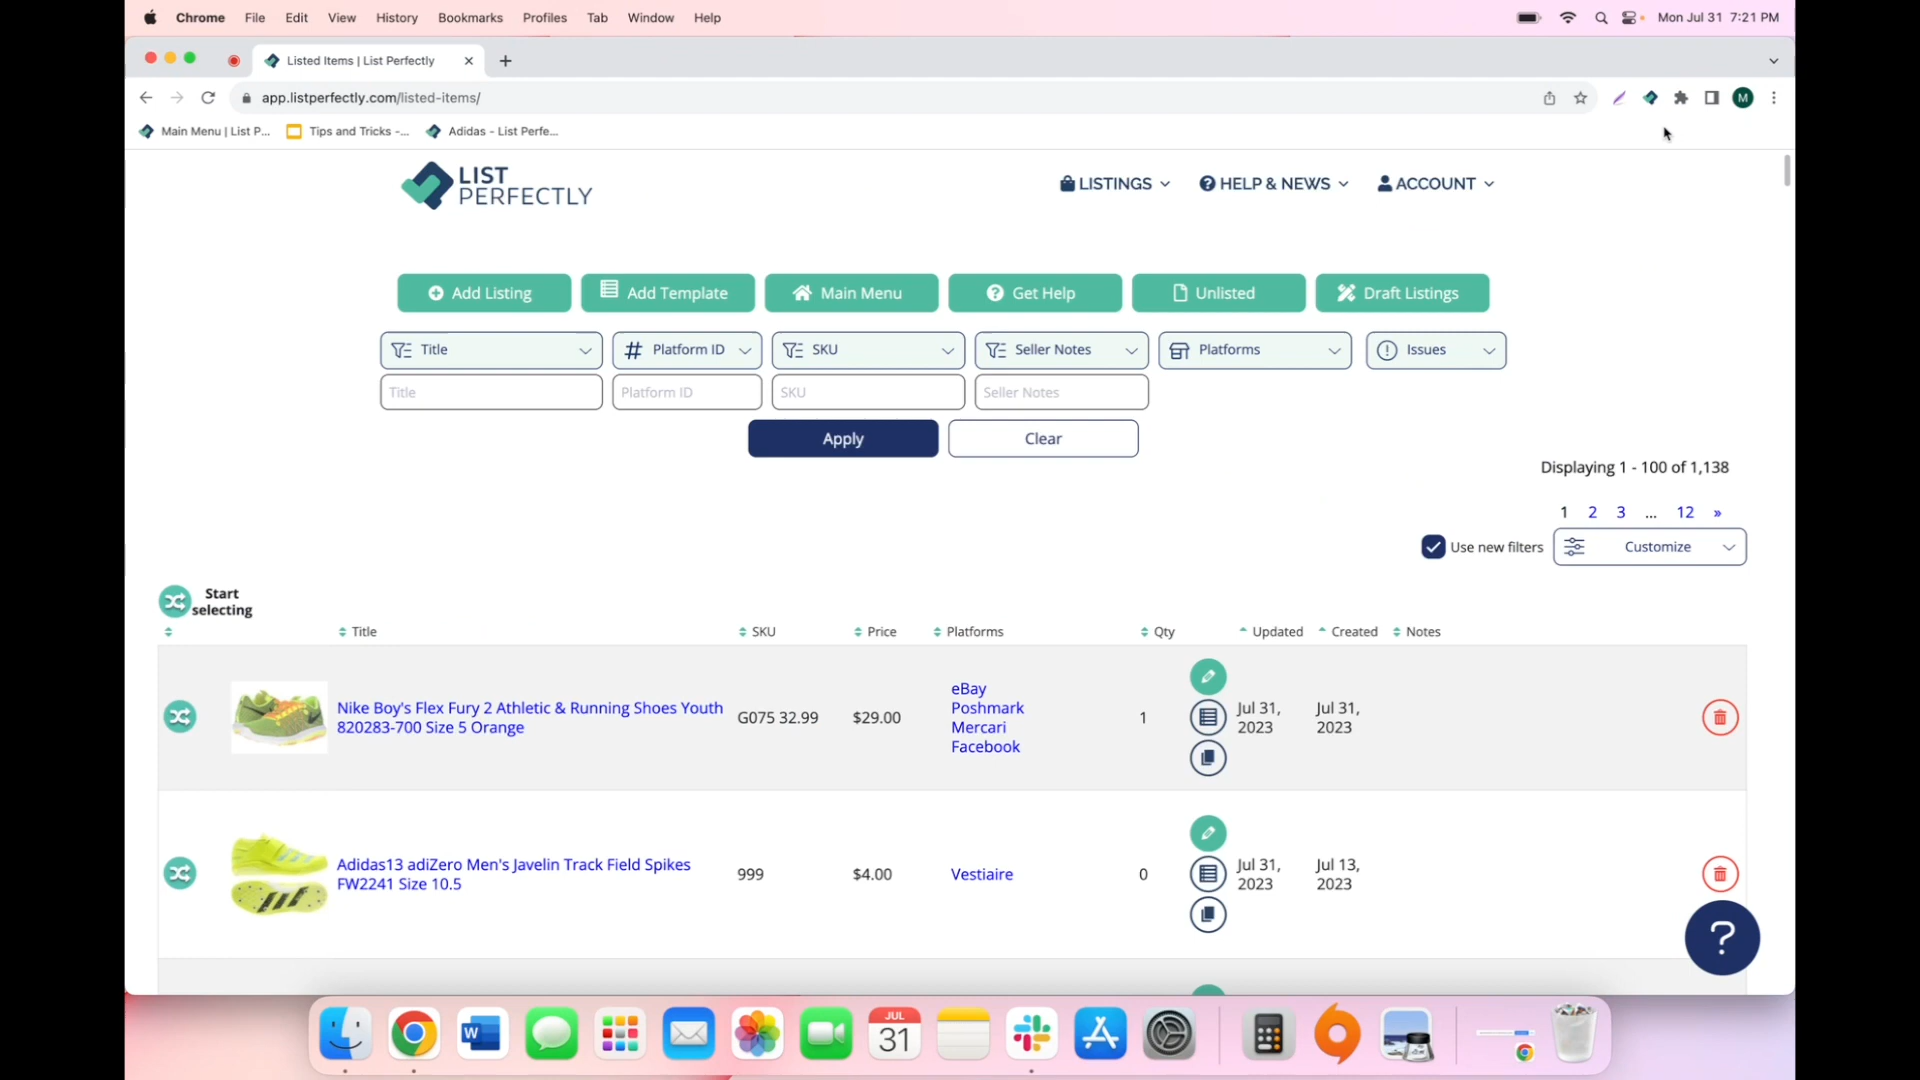 Chrome File Edit View History Bookmarks Profiles Tab Window Help Mon Jul 31 7:21 PM
Listed Items | List Perfectly
app.listperfectly.com/listed-items/ M
Main Menu | List P... Tips and Tricks -... Adidas - List Perfe...
LIST PERFECTLY
LISTINGS HELP & NEWS ACCOUNT
Add Listing Add Template Main Menu Get Help Unlisted Draft Listings
Title Platform ID SKU Seller Notes Platforms Issues
Title Platform ID SKU Seller Notes
Apply Clear
Displaying 1 - 100 of 1,138
1 2 3 ... 12 »
Use new filters Customize
Start selecting
Title SKU Price Platforms Qty Updated Created Notes
Nike Boy's Flex Fury 2 Athletic & Running Shoes Youth
820283-700 Size 5 Orange
G075 32.99 $29.00
eBay
Poshmark
Mercari
Facebook
1
Jul 31,
2023
Jul 31,
2023
Adidas13 adiZero Men's Javelin Track Field Spikes
FW2241 Size 10.5
999 $4.00 Vestiaire 0
Jul 31,
2023
Jul 13,
2023
?
W
JUL
31